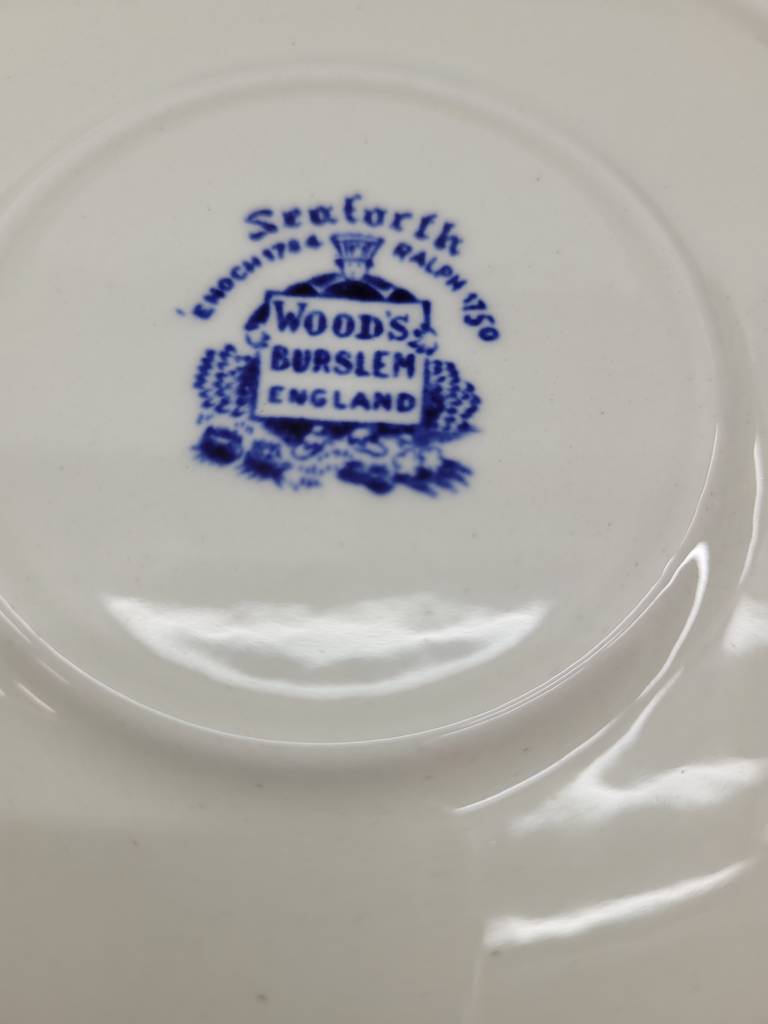 Seaforth
ENOCH 1784 RALPH 1750
WOOD'S
BURSLEM
ENGLAND